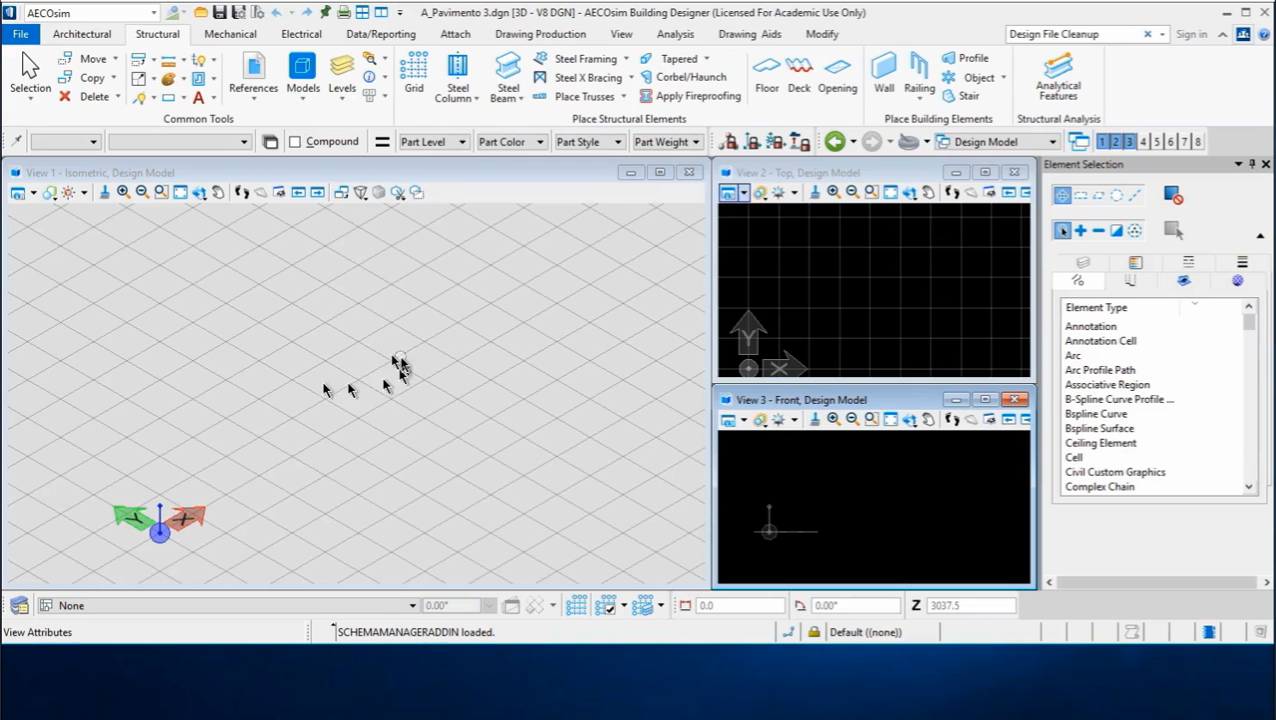 AECOsim Building Designer
A_Pavimento 3.dgn [3D - V8 DGN] - AECOsim Building Designer (Licensed For Academic Use Only)
File Architectural Structural Mechanical Electrical Data/Reporting Attach Drawing Production View Analysis Drawing Aids Modify Design File Cleanup Sign in
Selection
Move
Copy
Delete
References Models Levels
Common Tools
Grid Steel Column Steel Beam
Steel Framing
Steel X Bracing
Place Trusses
Tapered
Corbel/Haunch
Apply Fireproofing
Place Structural Elements
Floor Deck Opening
Wall Railing
Profile
Object
Stair
Place Building Elements
Analytical Features
Structural Analysis
Compound Part Level Part Color Part Style Part Weight Design Model 1 2 3 4 5 6 7 8
View 1 - Isometric, Design Model
Y X
View 2 - Top, Design Model
Y
X
View 3 - Front, Design Model
Element Selection
Element Type
Annotation
Annotation Cell
Arc
Arc Profile Path
Associative Region
B-Spline Curve Profile ...
Bspline Curve
Bspline Surface
Ceiling Element
Cell
Civil Custom Graphics
Complex Chain
None 0.00° 0.0 0.00° Z 3037.5
View Attributes SCHEMAMANAGERADDIN loaded. Default ((none))